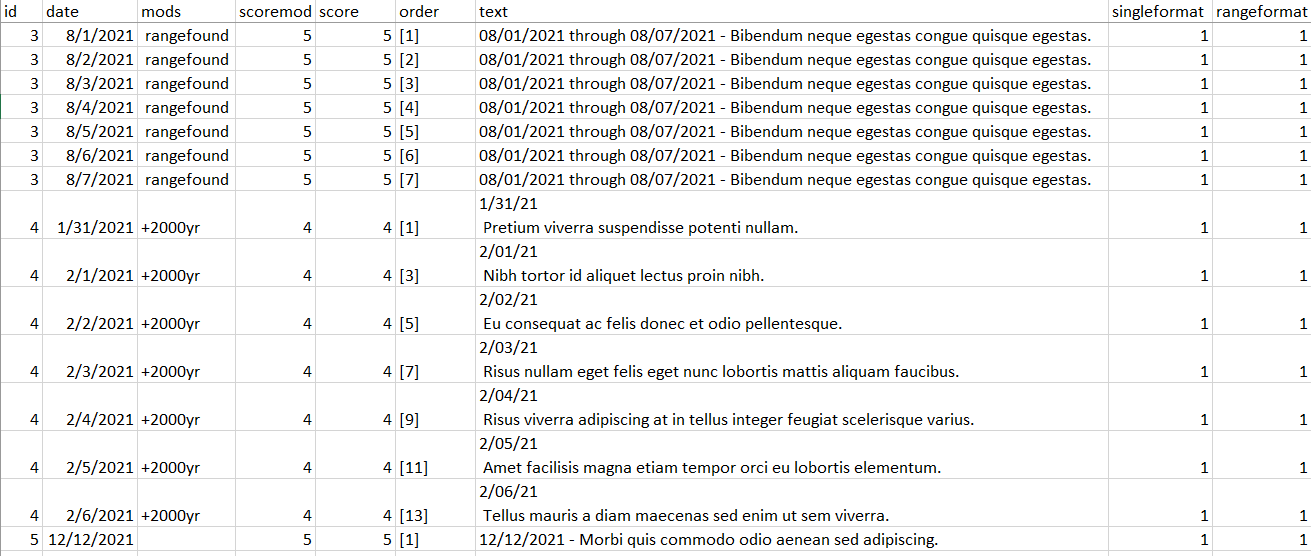 id date mods scoremod score order text singleformat rangeformat
3 8/1/2021 rangefound 5 5 [1] 08/01/2021 through 08/07/2021 - Bibendum neque egestas congue quisque egestas. 1 1
3 8/2/2021 rangefound 5 5 [2] 08/01/2021 through 08/07/2021 - Bibendum neque egestas congue quisque egestas. 1 1
3 8/3/2021 rangefound 5 5 [3] 08/01/2021 through 08/07/2021 - Bibendum neque egestas congue quisque egestas. 1 1
3 8/4/2021 rangefound 5 5 [4] 08/01/2021 through 08/07/2021 - Bibendum neque egestas congue quisque egestas. 1 1
3 8/5/2021 rangefound 5 5 [5] 08/01/2021 through 08/07/2021 - Bibendum neque egestas congue quisque egestas. 1 1
3 8/6/2021 rangefound 5 5 [6] 08/01/2021 through 08/07/2021 - Bibendum neque egestas congue quisque egestas. 1 1
3 8/7/2021 rangefound 5 5 [7] 08/01/2021 through 08/07/2021 - Bibendum neque egestas congue quisque egestas. 1 1
1/31/21
4 1/31/2021 +2000yr 4 4 [1] Pretium viverra suspendisse potenti nullam. 1 1
2/01/21
4 2/1/2021 +2000yr 4 4 [3] Nibh tortor id aliquet lectus proin nibh. 1 1
2/02/21
4 2/2/2021 +2000yr 4 4 [5] Eu consequat ac felis donec et odio pellentesque. 1 1
2/03/21
4 2/3/2021 +2000yr 4 4 [7] Risus nullam eget felis eget nunc lobortis mattis aliquam faucibus. 1 1
2/04/21
4 2/4/2021 +2000yr 4 4 [9] Risus viverra adipiscing at in tellus integer feugiat scelerisque varius. 1 1
2/05/21
4 2/5/2021 +2000yr 4 4 [11] Amet facilisis magna etiam tempor orci eu lobortis elementum. 1 1
2/06/21
4 2/6/2021 +2000yr 4 4 [13] Tellus mauris a diam maecenas sed enim ut sem viverra. 1 1
5 12/12/2021 5 5 [1] 12/12/2021 - Morbi quis commodo odio aenean sed adipiscing. 1 1